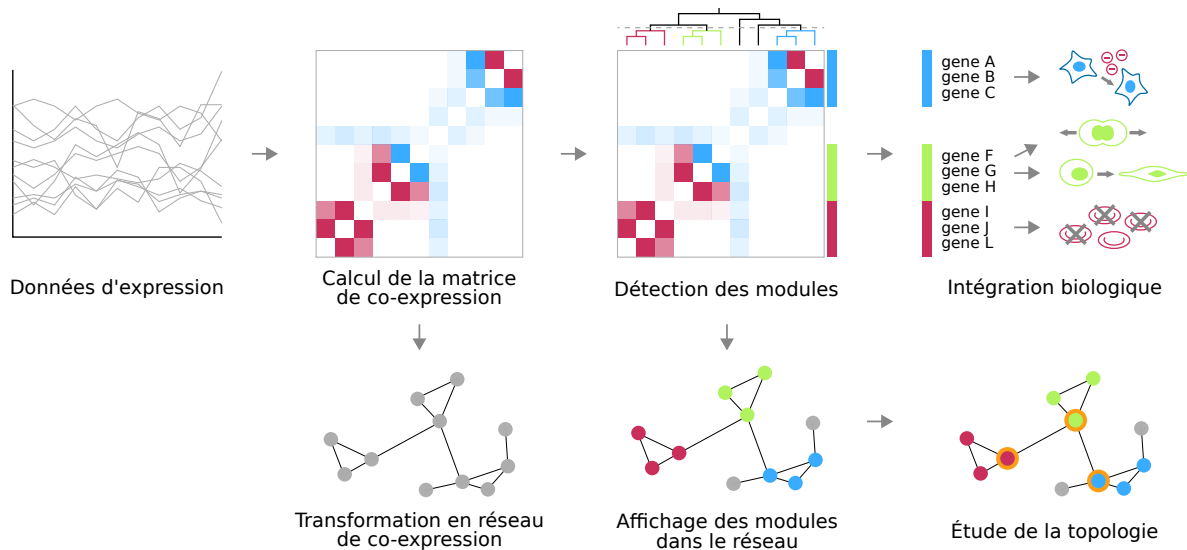 gene A
gene B
gene C
gene F
gene G
gene H
gene I
gene J
gene L
Données d'expression
Calcul de la matrice
de co-expression
Détection des modules
Intégration biologique
Transformation en réseau
de co-expression
Affichage des modules
dans le réseau
Étude de la topologie